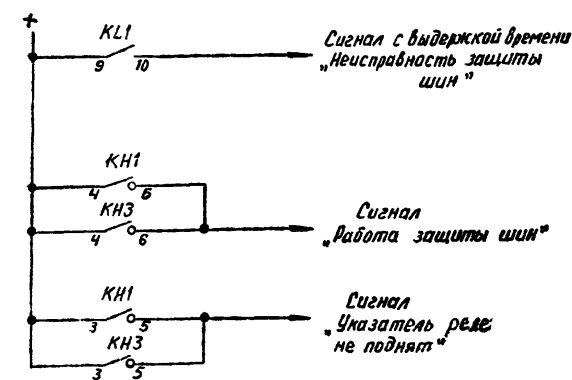 +
KL1
9 10
Сигнал с выдержкой времени
„Неисправность защиты
шин"
KH1
4 6
KH3
4 6
Сигнал
„Работа защиты шин"
KH1
3 5
KH3
3 5
Сигнал
„Указатель реле
не поднят"